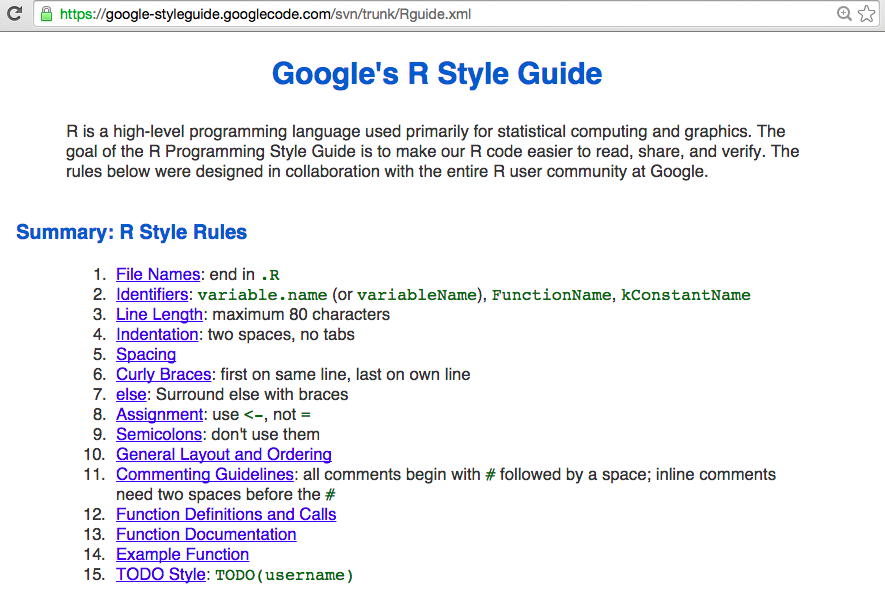 https://google-styleguide.googlecode.com/svn/trunk/Rguide.xml
Google's R Style Guide
R is a high-level programming language used primarily for statistical computing and graphics. The
goal of the R Programming Style Guide is to make our R code easier to read, share, and verify. The
rules below were designed in collaboration with the entire R user community at Google.
Summary: R Style Rules
1. File Names: end in .R
2. Identifiers: variable.name (or variableName), FunctionName, kConstantName
3. Line Length: maximum 80 characters
4. Indentation: two spaces, no tabs
5. Spacing
6. Curly Braces: first on same line, last on own line
7. else: Surround else with braces
8. Assignment: use <-, not =
9. Semicolons: don't use them
10. General Layout and Ordering
11. Commenting Guidelines: all comments begin with # followed by a space; inline comments
need two spaces before the #
12. Function Definitions and Calls
13. Function Documentation
14. Example Function
15. TODO Style: TODO(username)